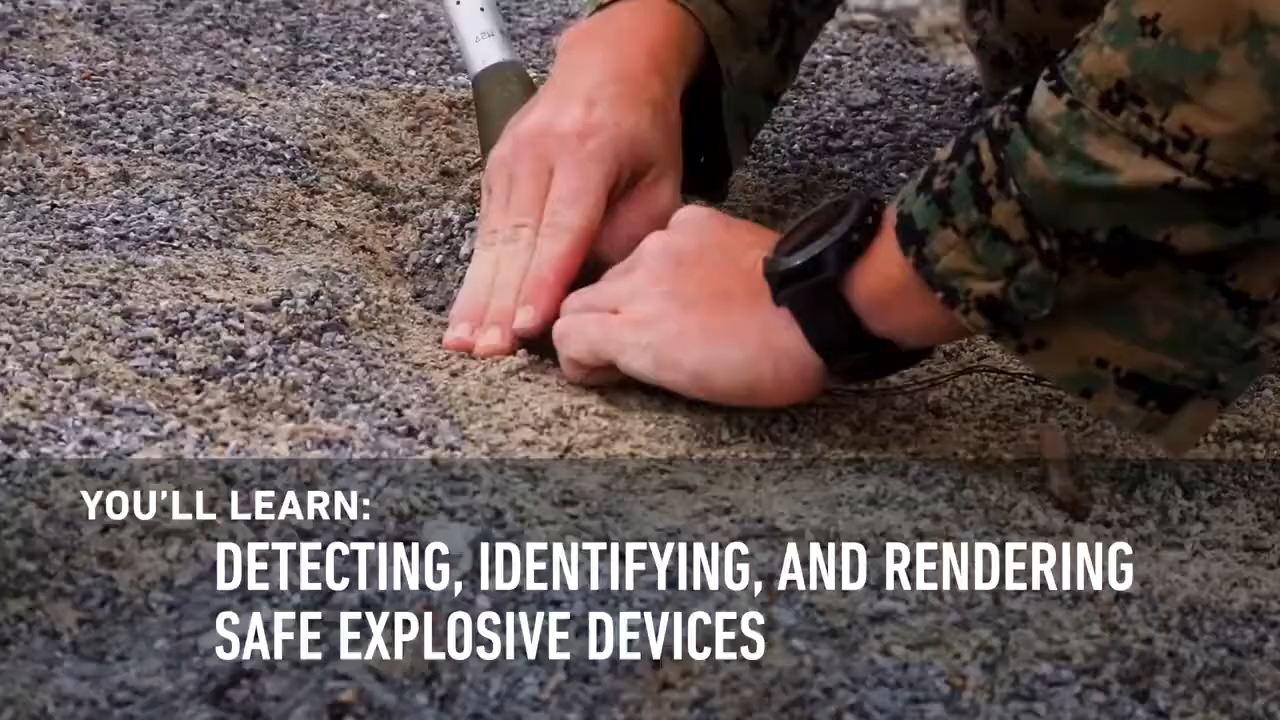 YOU'LL LEARN:
DETECTING, IDENTIFYING, AND RENDERING
SAFE EXPLOSIVE DEVICES